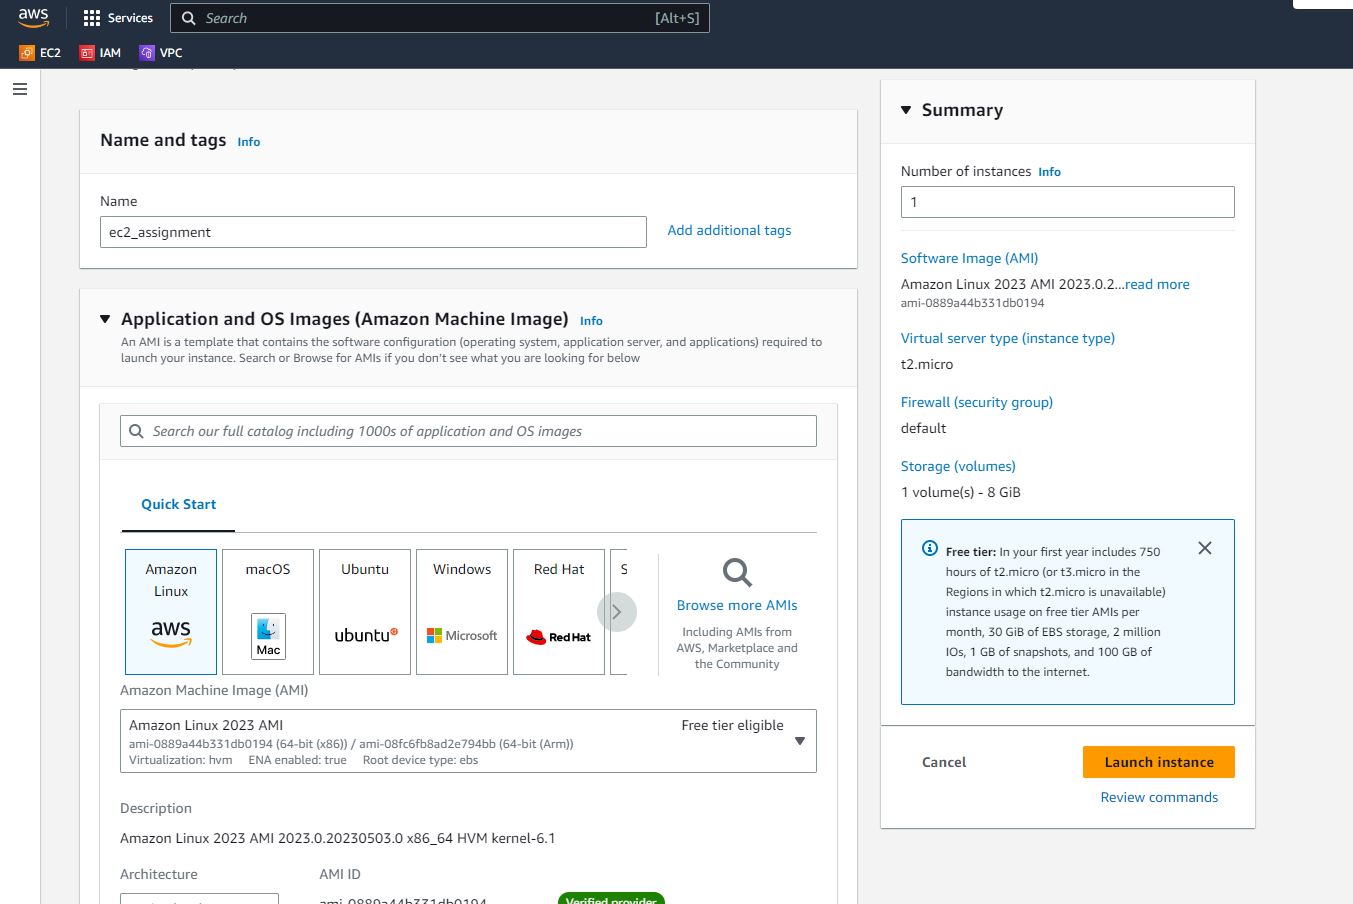 aws
Services
Search
[Alt+S]
EC2
IAM
VPC
Name and tags Info
Name
ec2_assignment
Add additional tags
Application and OS Images (Amazon Machine Image) Info
An AMI is a template that contains the software configuration (operating system, application server, and applications) required to
launch your instance. Search or Browse for AMIs if you don't see what you are looking for below
Search our full catalog including 1000s of application and OS images
Quick Start
Amazon
Linux
aws
macOS
Mac
Ubuntu
ubuntu
Windows
Microsoft
Red Hat
Red Hat
S
Browse more AMIs
Including AMIs from
AWS, Marketplace and
the Community
Amazon Machine Image (AMI)
Amazon Linux 2023 AMI
Free tier eligible
ami-0889a44b331db0194 (64-bit (x86)) / ami-08fc6fb8ad2e794bb (64-bit (Arm))
Virtualization: hvm ENA enabled: true Root device type: ebs
Description
Amazon Linux 2023 AMI 2023.0.20230503.0 x86_64 HVM kernel-6.1
Architecture
AMI ID
ami-0889a44b331db0194
Verified provider
Summary
Number of instances Info
1
Software Image (AMI)
Amazon Linux 2023 AMI 2023.0.2...read more
ami-0889a44b331db0194
Virtual server type (instance type)
t2.micro
Firewall (security group)
default
Storage (volumes)
1 volume(s) - 8 GiB
Free tier: In your first year includes 750
hours of t2.micro (or t3.micro in the
Regions in which t2.micro is unavailable)
instance usage on free tier AMIs per
month, 30 GiB of EBS storage, 2 million
IOs, 1 GB of snapshots, and 100 GB of
bandwidth to the internet.
Cancel
Launch instance
Review commands